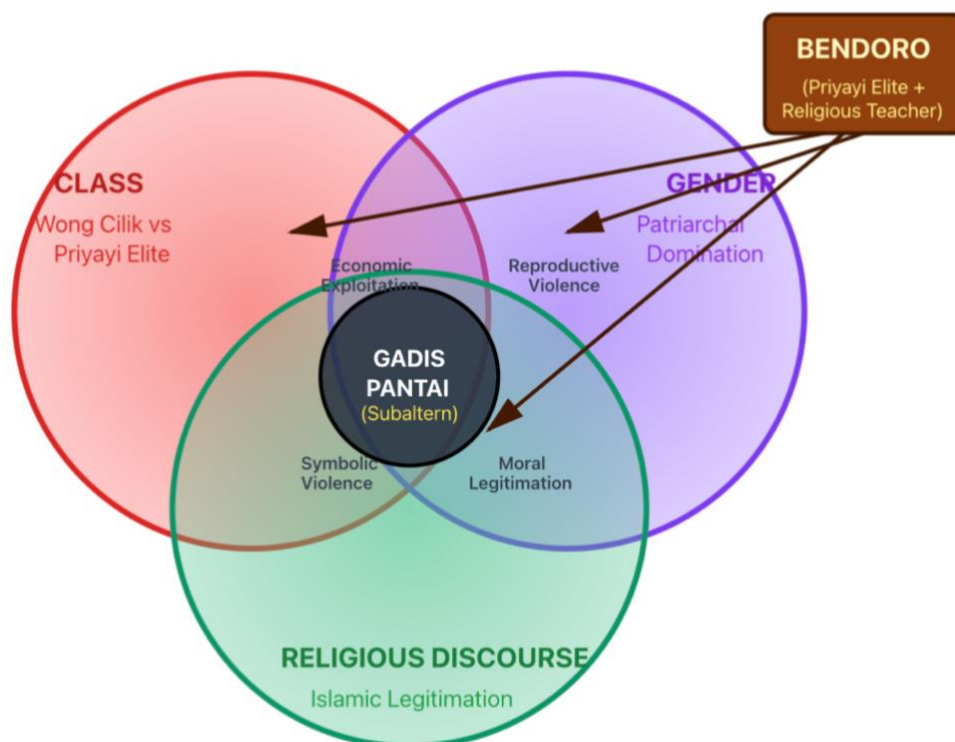 BENDORO
(Priyayi Elite +
Religious Teacher)
CLASS
Wong Cilik vs
Priyayi Elite
GENDER
Patriarchal
Domination
Economic
Exploitation
Reproductive
Violence
GADIS
PANTAI
(Subaltern)
Symbolic
Violence
Moral
Legitimation
RELIGIOUS DISCOURSE
Islamic Legitimation